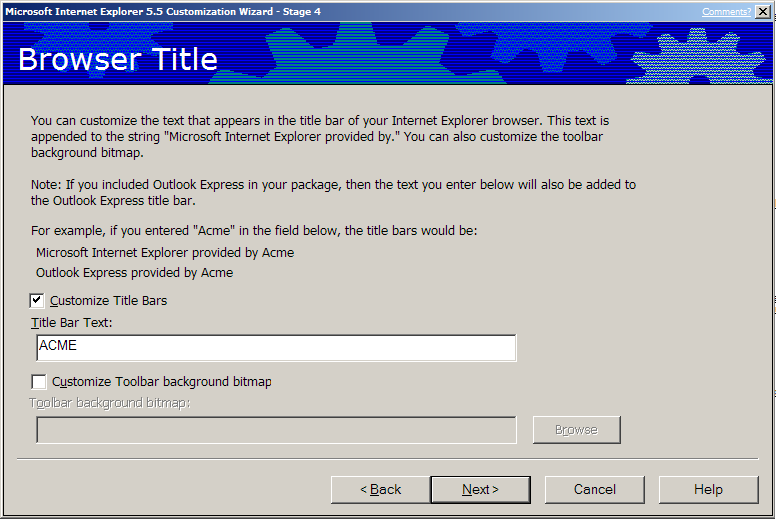 Microsoft Internet Explorer 5.5 Customization Wizard - Stage 4
Comments?
Browser Title
You can customize the text that appears in the title bar of your Internet Explorer browser. This text is
appended to the string "Microsoft Internet Explorer provided by." You can also customize the toolbar
background bitmap.
Note: If you included Outlook Express in your package, then the text you enter below will also be added to
the Outlook Express title bar.
For example, if you entered "Acme" in the field below, the title bars would be:
Microsoft Internet Explorer provided by Acme
Outlook Express provided by Acme
Customize Title Bars
Title Bar Text:
ACME
Customize Toolbar background bitmap
Toolbar background bitmap:
Browse
< Back
Next >
Cancel
Help